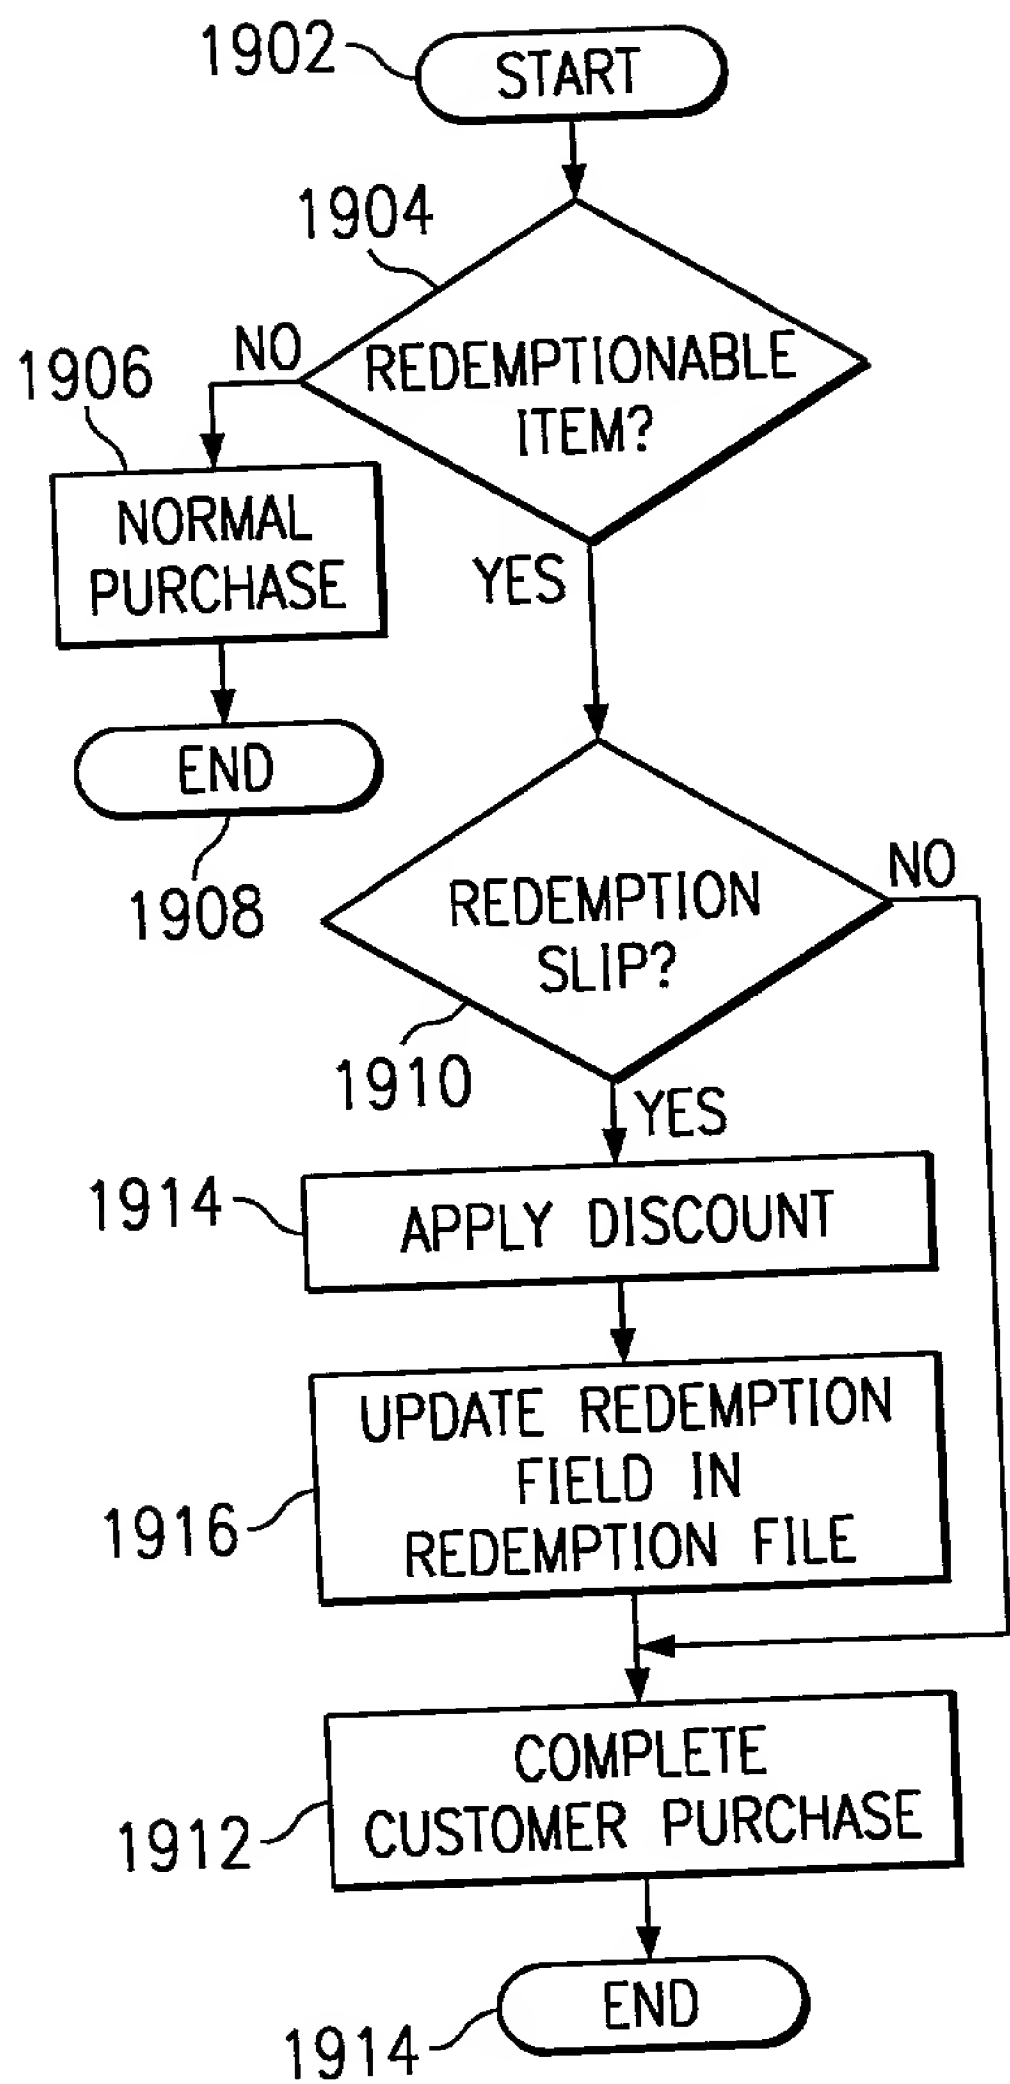 1902
START
1904
NO
REDEMPTIONABLE
ITEM?
1906
NORMAL
PURCHASE
YES
END
1908
NO
REDEMPTION
SLIP?
1910
YES
1914
APPLY DISCOUNT
UPDATE REDEMPTION
FIELD IN
REDEMPTION FILE
1916
COMPLETE
CUSTOMER PURCHASE
1912
END
1914